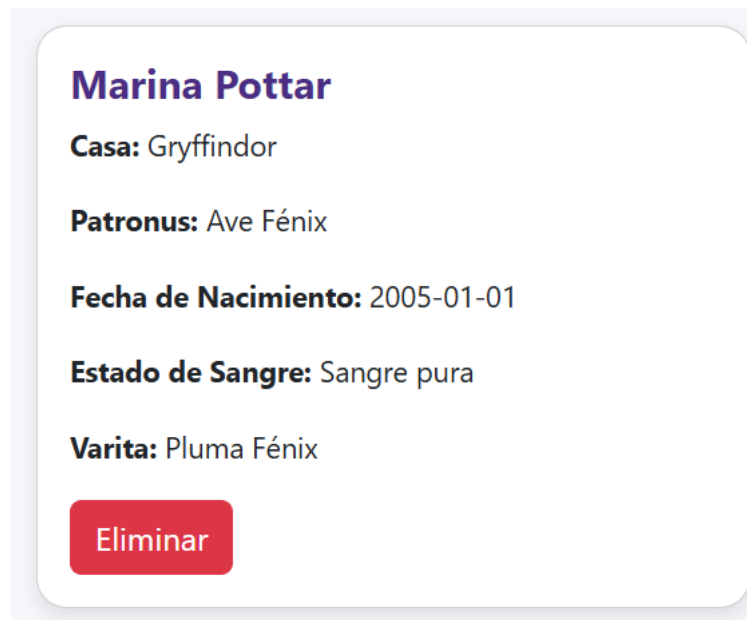 Marina Pottar
Casa: Gryffindor
Patronus: Ave Fénix
Fecha de Nacimiento: 2005-01-01
Estado de Sangre: Sangre pura
Varita: Pluma Fénix
Eliminar